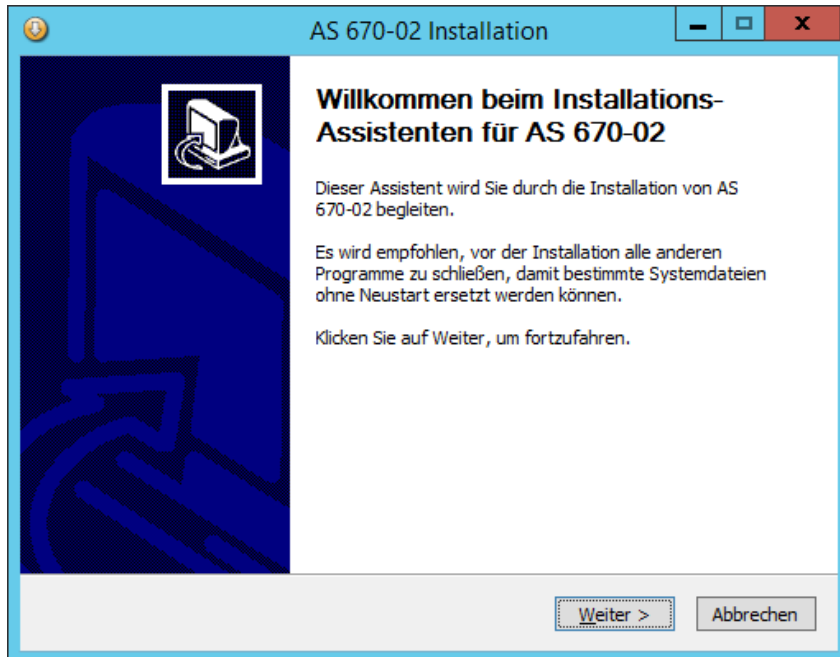 AS 670-02 Installation
Willkommen beim Installations-
Assistenten für AS 670-02
Dieser Assistent wird Sie durch die Installation von AS
670-02 begleiten.
Es wird empfohlen, vor der Installation alle anderen
Programme zu schließen, damit bestimmte Systemdateien
ohne Neustart ersetzt werden können.
Klicken Sie auf Weiter, um fortzufahren.
Weiter >
Abbrechen